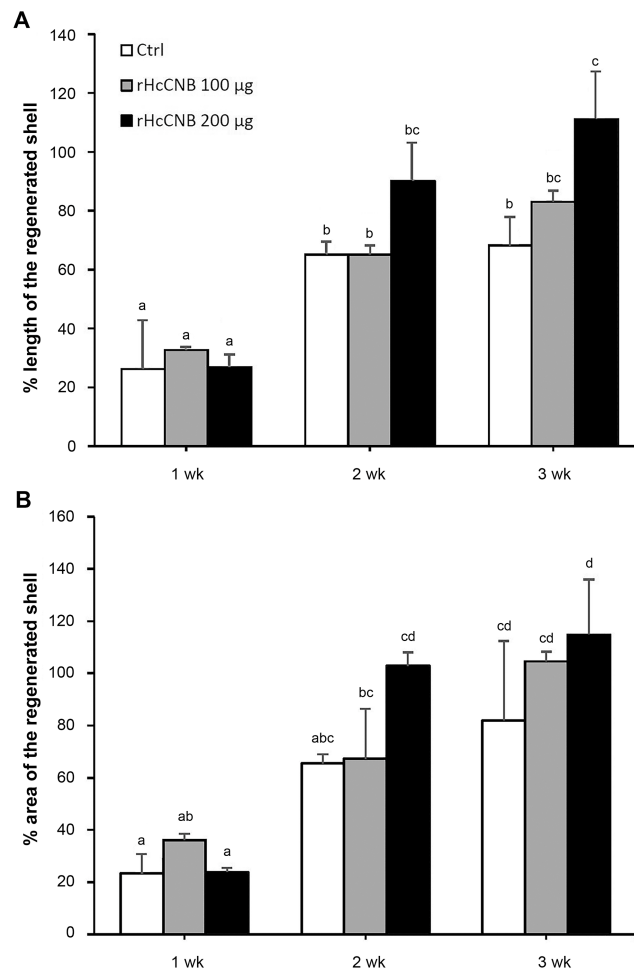 A
% length of the regenerated shell
140
120
100
80
60
40
20
0
Ctrl
rHcCNB 100 µg
rHcCNB 200 µg
a
a
a
b
b
bc
b
bc
c
1 wk
2 wk
3 wk
B
% area of the regenerated shell
160
140
120
100
80
60
40
20
0
a
ab
a
abc
bc
cd
cd
cd
d
1 wk
2 wk
3 wk